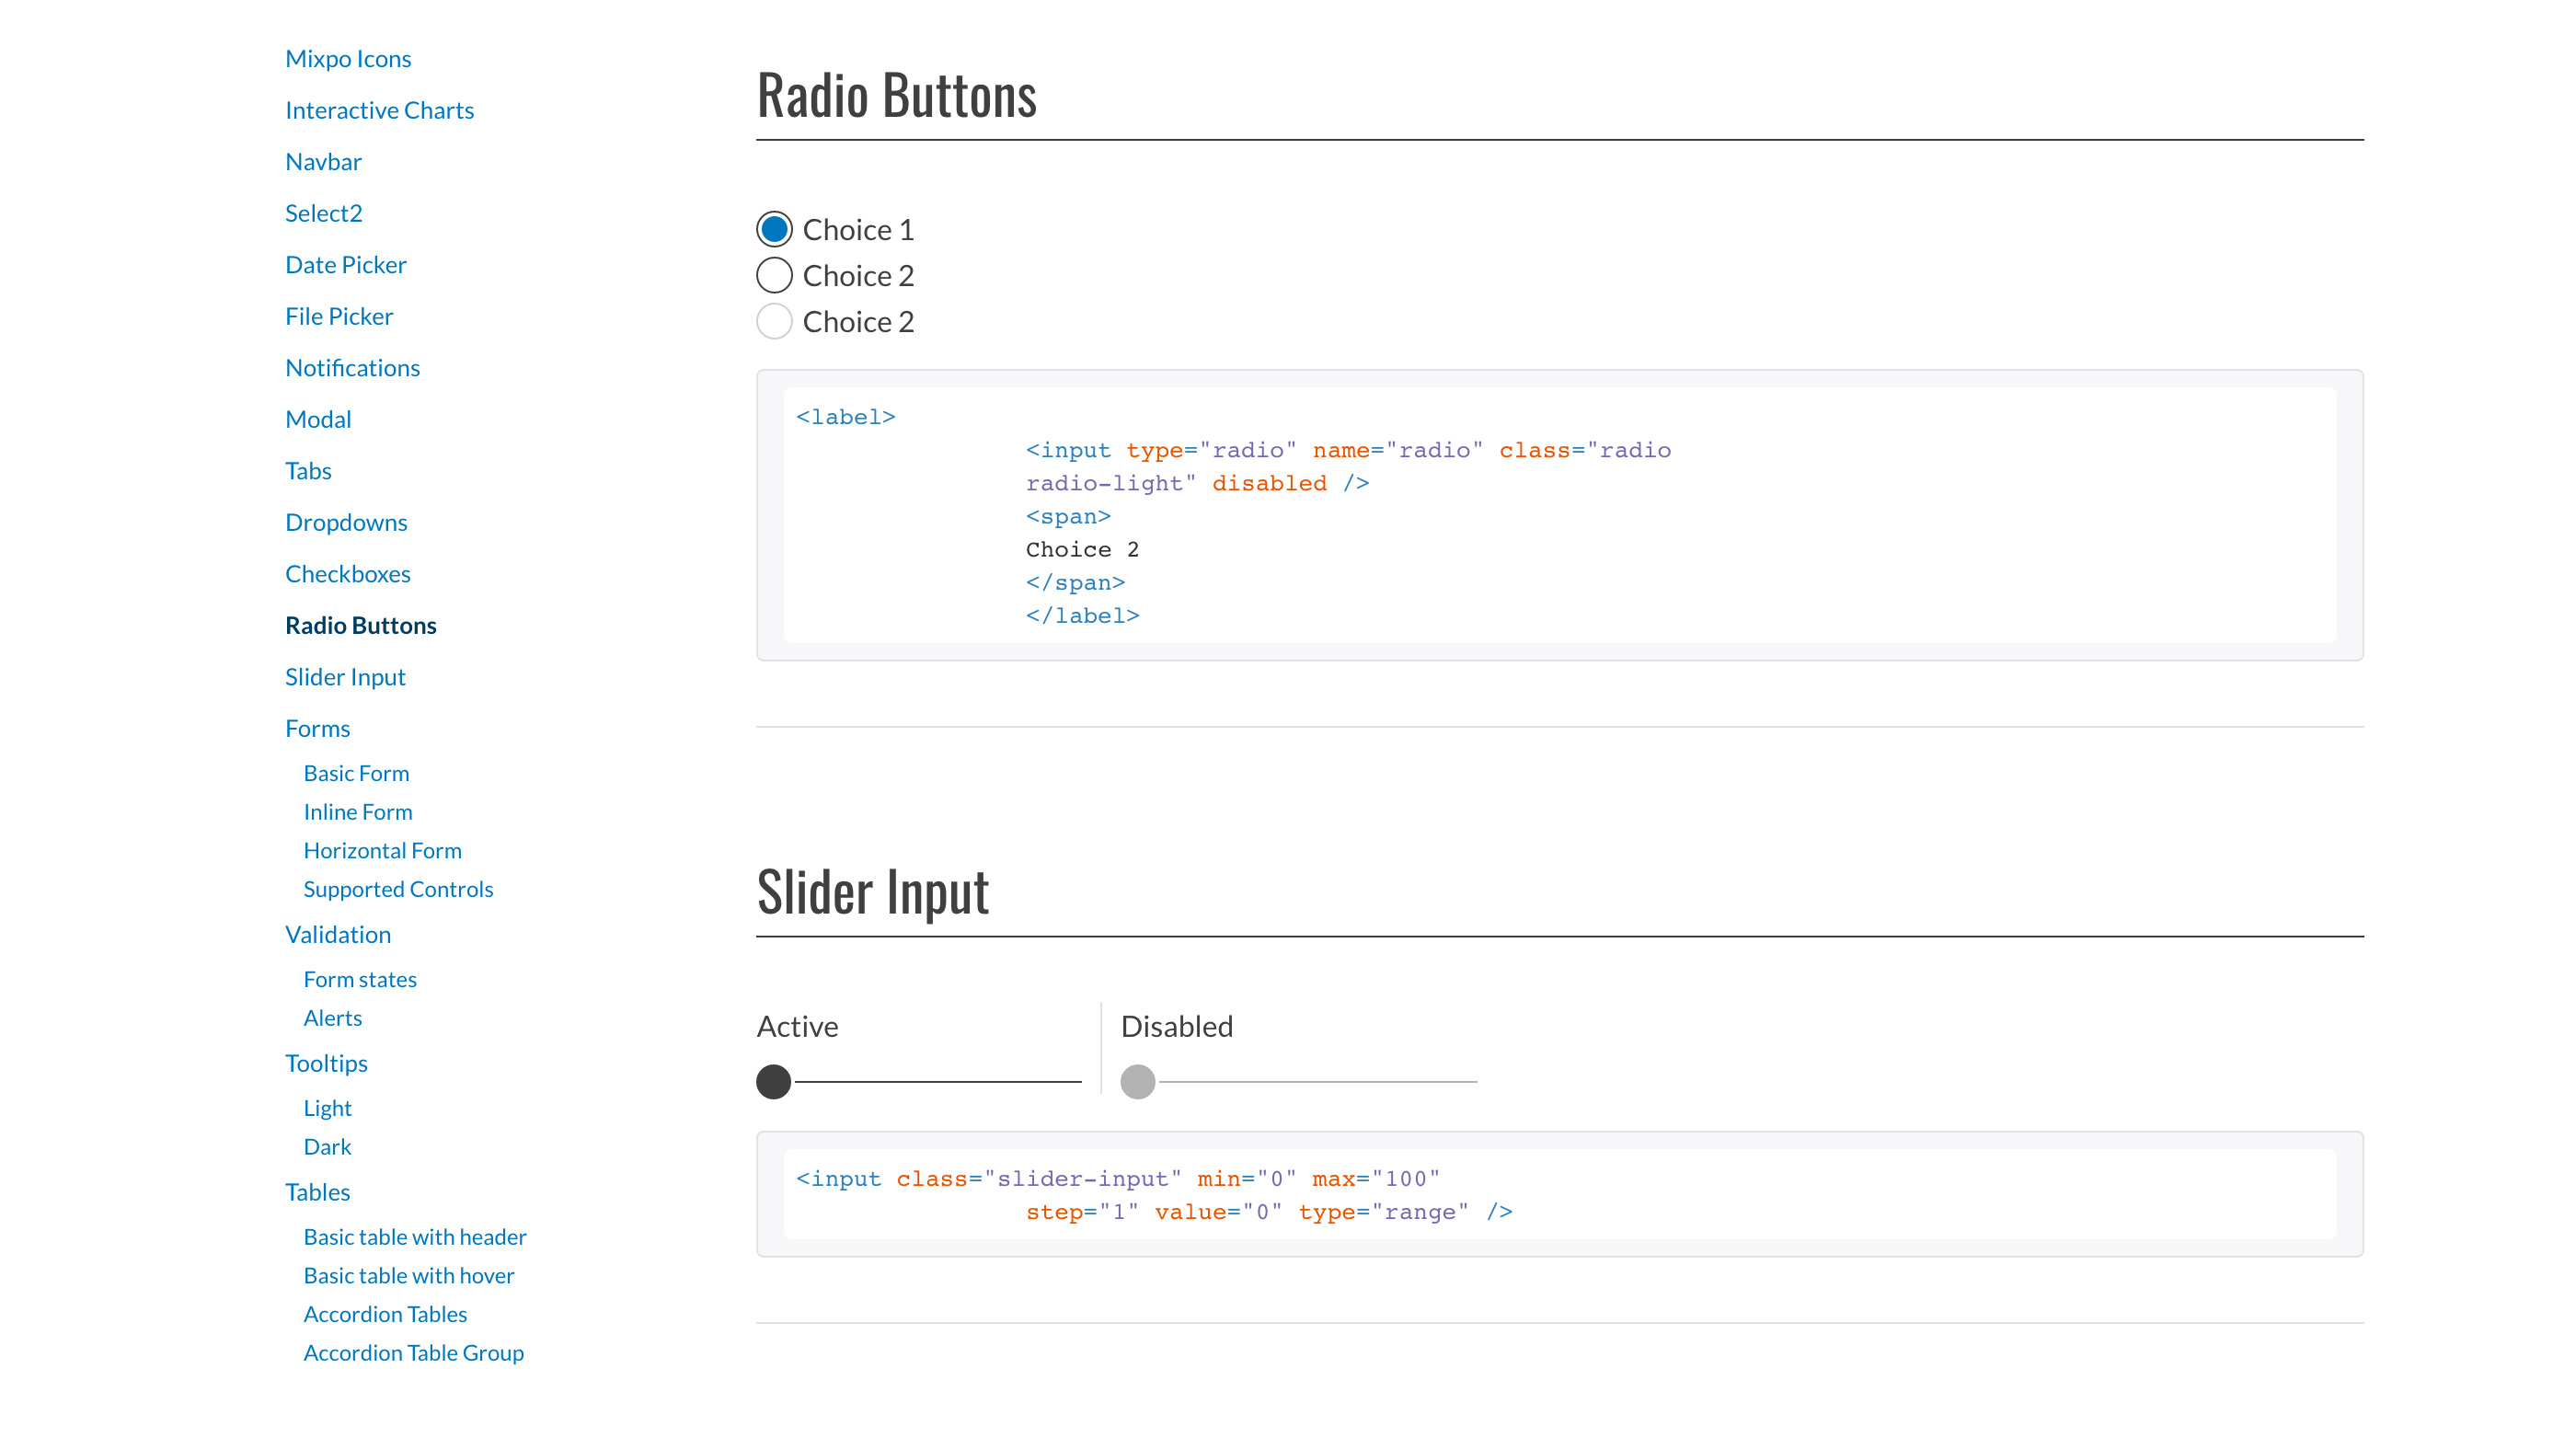 Mixpo Icons
Interactive Charts
Navbar
Select2
Date Picker
File Picker
Notifications
Modal
Tabs
Dropdowns
Checkboxes
Radio Buttons
Slider Input
Forms
Basic Form
Inline Form
Horizontal Form
Supported Controls
Validation
Form states
Alerts
Tooltips
Light
Dark
Tables
Basic table with header
Basic table with hover
Accordion Tables
Accordion Table Group
Radio Buttons
Choice 1
Choice 2
Choice 2
<label>
<input type="radio" name="radio" class="radio
radio-light" disabled />
<span>
Choice 2
</span>
</label>
Slider Input
Active
Disabled
<input class="slider-input" min="0" max="100"
step="1" value="0" type="range" />